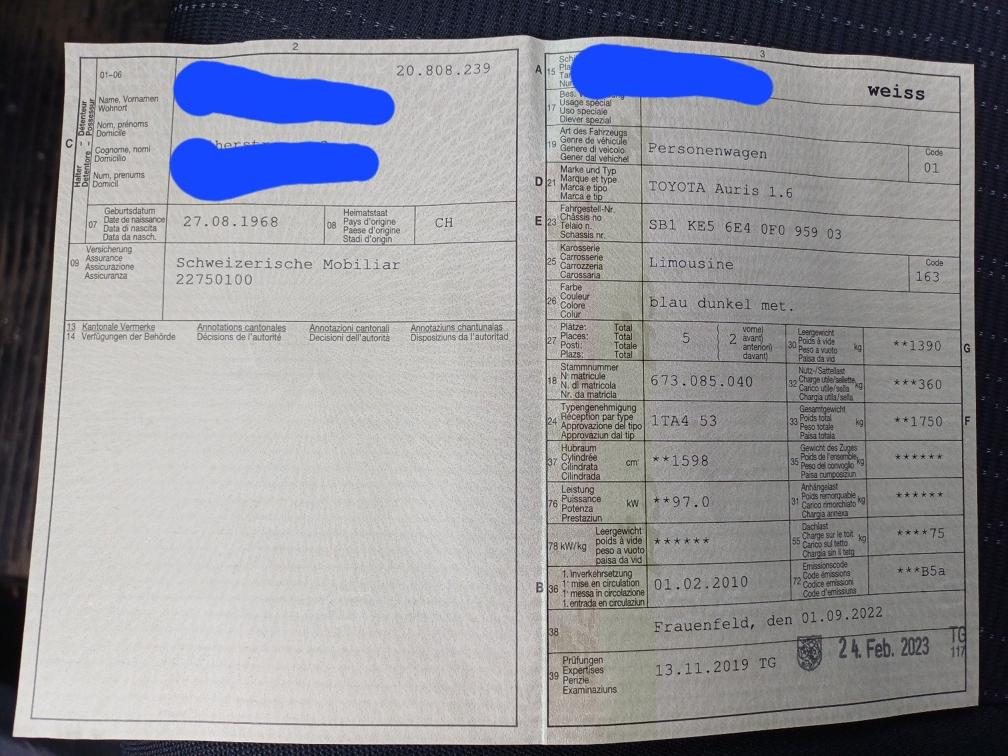 2
01-06
20.808.239
C
Halter Détenteur
Detentore Possessur
Name, Vornamen
Wohnort
Nom, prénoms
Domicile
Cognome, nomi
Domicilio
Num, prenums
Domicil
07
Geburtsdatum
Date de naissance
Data di nascita
Data da nasch.
27.08.1968
08
Heimatstaat
Pays d'origine
Paese d'origine
Stadi d'origin
CH
09
Versicherung
Assurance
Assicurazione
Assicuranza
Schweizerische Mobiliar
22750100
13 Kantonale Vermerke
14 Verfügungen der Behörde
Annotations cantonales
Décisions de l'autorité
Annotazioni cantonali
Decisioni dell'autorità
Annotaziuns chantunalas
Disposiziuns da l'autoritad
3
A
15
weiss
17
Usage spécial
Uso speciale
Diever spezial
19
Art des Fahrzeugs
Genre de véhicule
Genere di veicolo
Gener dal vehichel
Personenwagen
Code
01
D
21
Marke und Typ
Marque et type
Marca e tipo
Marca e tip
TOYOTA Auris 1.6
E
23
Fahrgestell-Nr.
Châssis no
Telaio n.
Schassis nr.
SB1 KE5 6E4 0F0 959 03
25
Karosserie
Carrosserie
Carrozzeria
Carossaria
Limousine
Code
163
26
Farbe
Couleur
Colore
Colur
blau dunkel met.
27
Plätze: Total
Places: Total
Posti: Totale
Plazs: Total
5
2
vorne)
avant)
anteriori)
davant)
30
Leergewicht
Poids à vide
Peso a vuoto
Paisa da vid
kg
**1390
G
18
Stammnummer
N° matricule
N. di matricola
Nr. da matricla
673.085.040
32
Nutz-/Sattellast
Charge utile/sellette
Carico utile/sella
Chargia utila/sella
kg
***360
24
Typengenehmigung
Réception par type
Approvazione del tipo
Approvaziun dal tip
1TA4 53
33
Gesamtgewicht
Poids total
Peso totale
Paisa totala
kg
**1750
F
37
Hubraum
Cylindrée
Cilindrata
Cilindrada
cm³
**1598
35
Gewicht des Zuges
Poids de l'ensemble
Peso del convoglio
Paisa cumposiziun
kg
******
76
Leistung
Puissance
Potenza
Prestaziun
kW
**97.0
31
Anhängelast
Poids remorquable
Carico rimorchiato
Chargia annexa
kg
******
78 kW/kg
Leergewicht
poids à vide
peso a vuoto
paisa da vid
******
55
Dachlast
Charge sur le toit
Carico sul tetto
Chargia sin il tetg
kg
****75
B
36
1. Inverkehrsetzung
1ʳᵉ mise en circulation
1ᵃ messa in circolazione
1. entrada en circulaziun
01.02.2010
72
Emissionscode
Code émissions
Codice emissioni
Code d'emissiuns
***B5a
38
Frauenfeld, den 01.09.2022
39
Prüfungen
Expertises
Perizie
Examinaziuns
13.11.2019 TG
24. Feb. 2023
TG
117